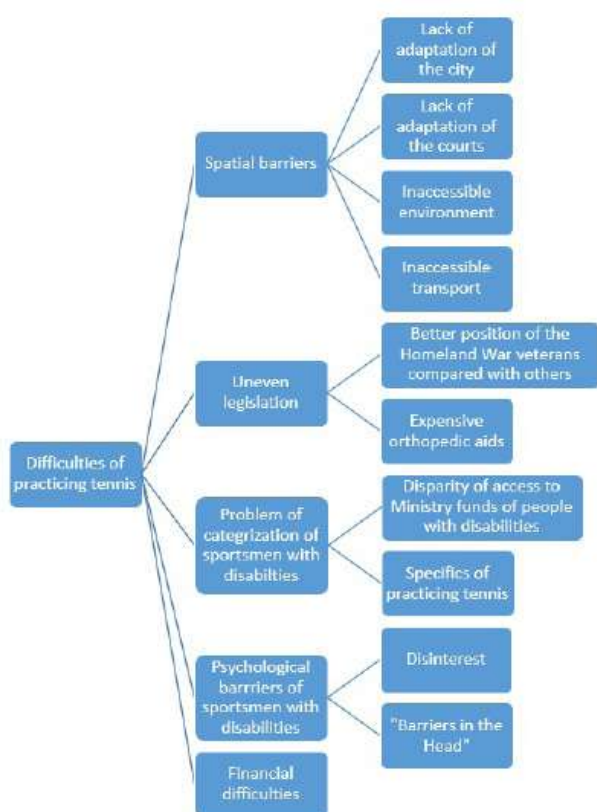 Difficulties of
practicing tennis
Spatial barriers
Lack of
adaptation of
the city
Lack of
adaptation of
the courts
Inaccessible
environment
Inaccessible
transport
Uneven
legislation
Better position of the
Homeland War veterans
compared with others
Expensive
orthopedic aids
Problem of
categrization of
sportsmen with
disabilties
Disparity of access to
Ministry funds of people
with disabilities
Specifics of
practicing tennis
Psychological
barrriers of
sportsmen with
disabilities
Disinterest
"Barriers in the
Head"
Financial
difficulties